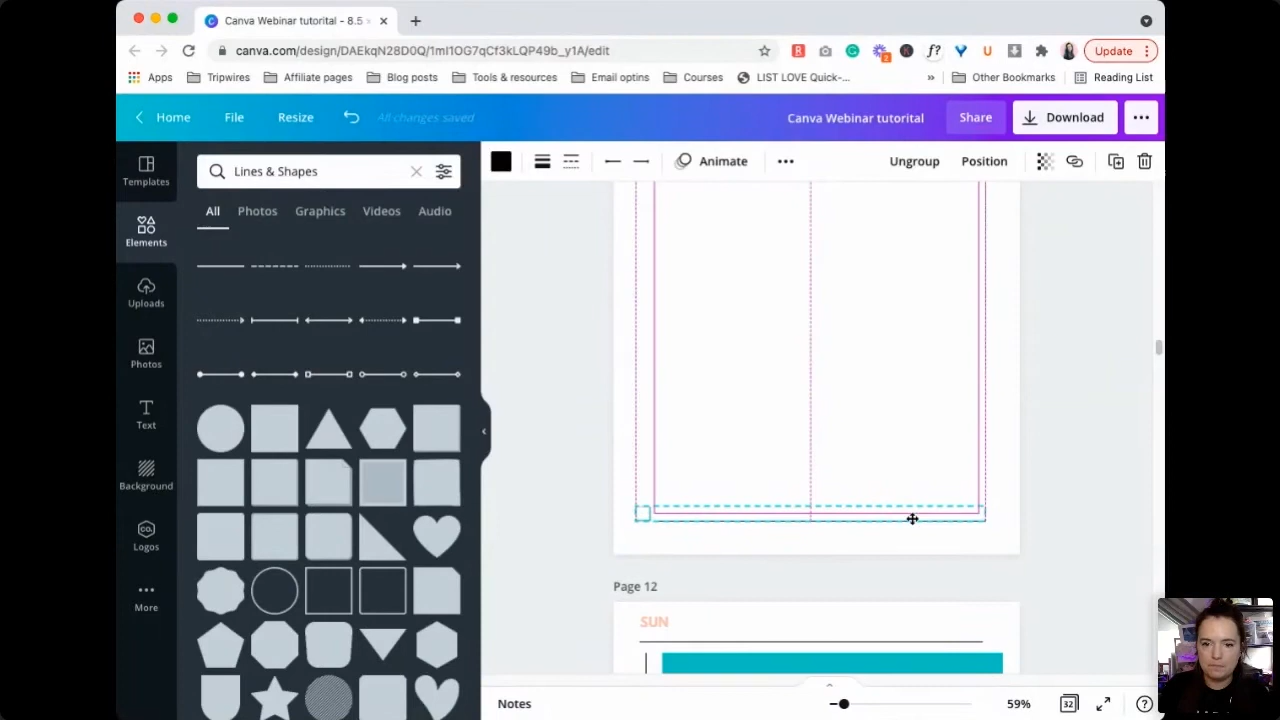 Canva Webinar tutorital - 8.5 ×
canva.com/design/DAEkqN28D0Q/1mI1OG7qCf3kLQP49b_y1A/edit
Update
Apps
Tripwires
Affiliate pages
Blog posts
Tools & resources
Email optins
Courses
LIST LOVE Quick-...
»
Other Bookmarks
Reading List
Home
File
Resize
All changes saved
Canva Webinar tutorital
Share
Download
Templates
Lines & Shapes
Animate
Ungroup
Position
Elements
All
Photos
Graphics
Videos
Audio
Uploads
Photos
Text
Background
Logos
More
Page 12
SUN
Notes
59%
32
?